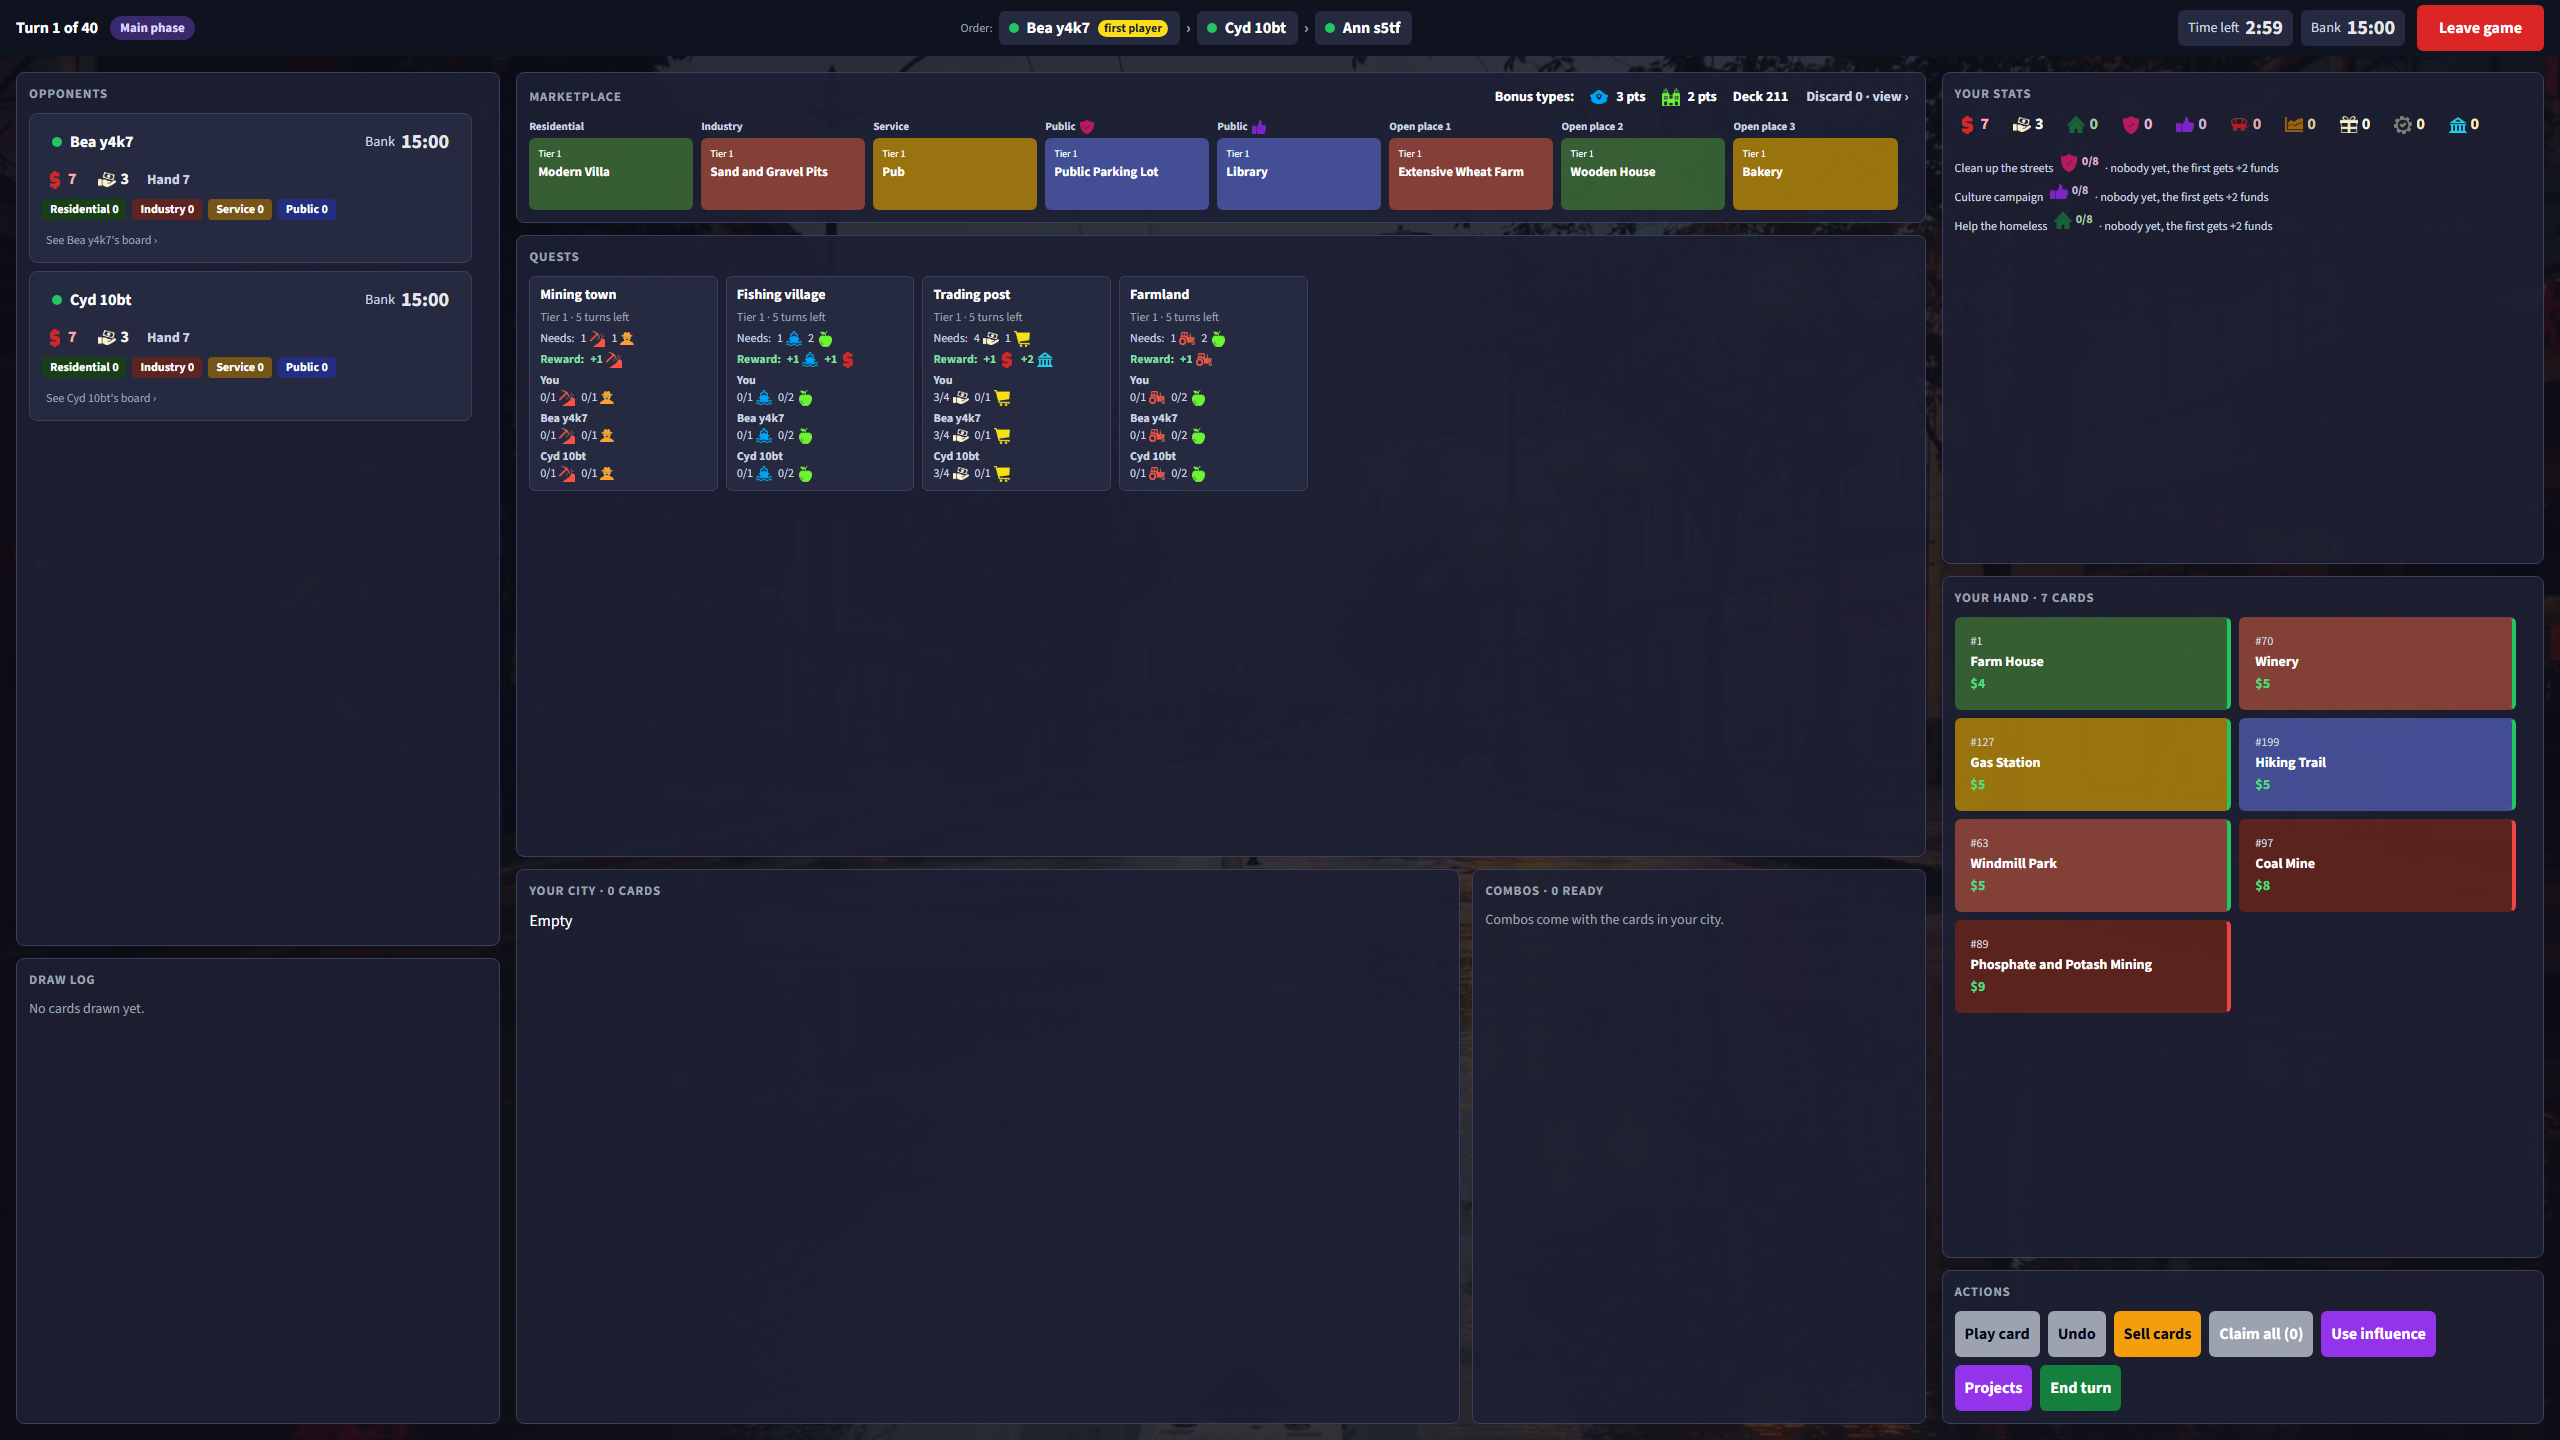 Turn 1 of 40 Main phase
Order: Bea y4k7 first player › Cyd 10bt › Ann s5tf
Time left 2:59 Bank 15:00 Leave game
OPPONENTS
Bea y4k7 Bank 15:00
7 3 Hand 7
Residential 0 Industry 0 Service 0 Public 0
See Bea y4k7's board ›
Cyd 10bt Bank 15:00
7 3 Hand 7
Residential 0 Industry 0 Service 0 Public 0
See Cyd 10bt's board ›
DRAW LOG
No cards drawn yet.
MARKETPLACE
Bonus types: 3 pts 2 pts Deck 211 Discard 0 · view ›
Residential
Tier 1
Modern Villa
Industry
Tier 1
Sand and Gravel Pits
Service
Tier 1
Pub
Public
Tier 1
Public Parking Lot
Public
Tier 1
Library
Open place 1
Tier 1
Extensive Wheat Farm
Open place 2
Tier 1
Wooden House
Open place 3
Tier 1
Bakery
QUESTS
Mining town
Tier 1 · 5 turns left
Needs: 1 1
Reward: +1
You
0/1 0/1
Bea y4k7
0/1 0/1
Cyd 10bt
0/1 0/1
Fishing village
Tier 1 · 5 turns left
Needs: 1 2
Reward: +1 +1
You
0/1 0/2
Bea y4k7
0/1 0/2
Cyd 10bt
0/1 0/2
Trading post
Tier 1 · 5 turns left
Needs: 4 1
Reward: +1 +2
You
3/4 0/1
Bea y4k7
3/4 0/1
Cyd 10bt
3/4 0/1
Farmland
Tier 1 · 5 turns left
Needs: 1 2
Reward: +1
You
0/1 0/2
Bea y4k7
0/1 0/2
Cyd 10bt
0/1 0/2
YOUR CITY · 0 CARDS
Empty
COMBOS · 0 READY
Combos come with the cards in your city.
YOUR STATS
7 3 0 0 0 0 0 0 0 0
Clean up the streets 0/8 · nobody yet, the first gets +2 funds
Culture campaign 0/8 · nobody yet, the first gets +2 funds
Help the homeless 0/8 · nobody yet, the first gets +2 funds
YOUR HAND · 7 CARDS
#1
Farm House
$4
#70
Winery
$5
#127
Gas Station
$5
#199
Hiking Trail
$5
#63
Windmill Park
$5
#97
Coal Mine
$8
#89
Phosphate and Potash Mining
$9
ACTIONS
Play card Undo Sell cards Claim all (0) Use influence
Projects End turn